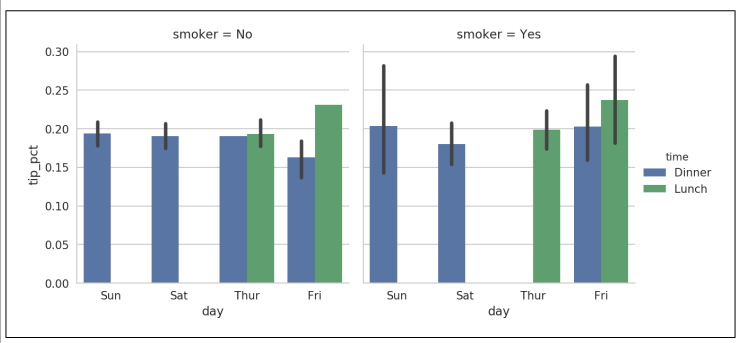 smoker = No
smoker = Yes
0.30
0.25
0.20
0.15
0.10
0.05
0.00
tip_pct
Sun Sat Thur Fri
Sun Sat Thur Fri
day
day
time
Dinner
Lunch